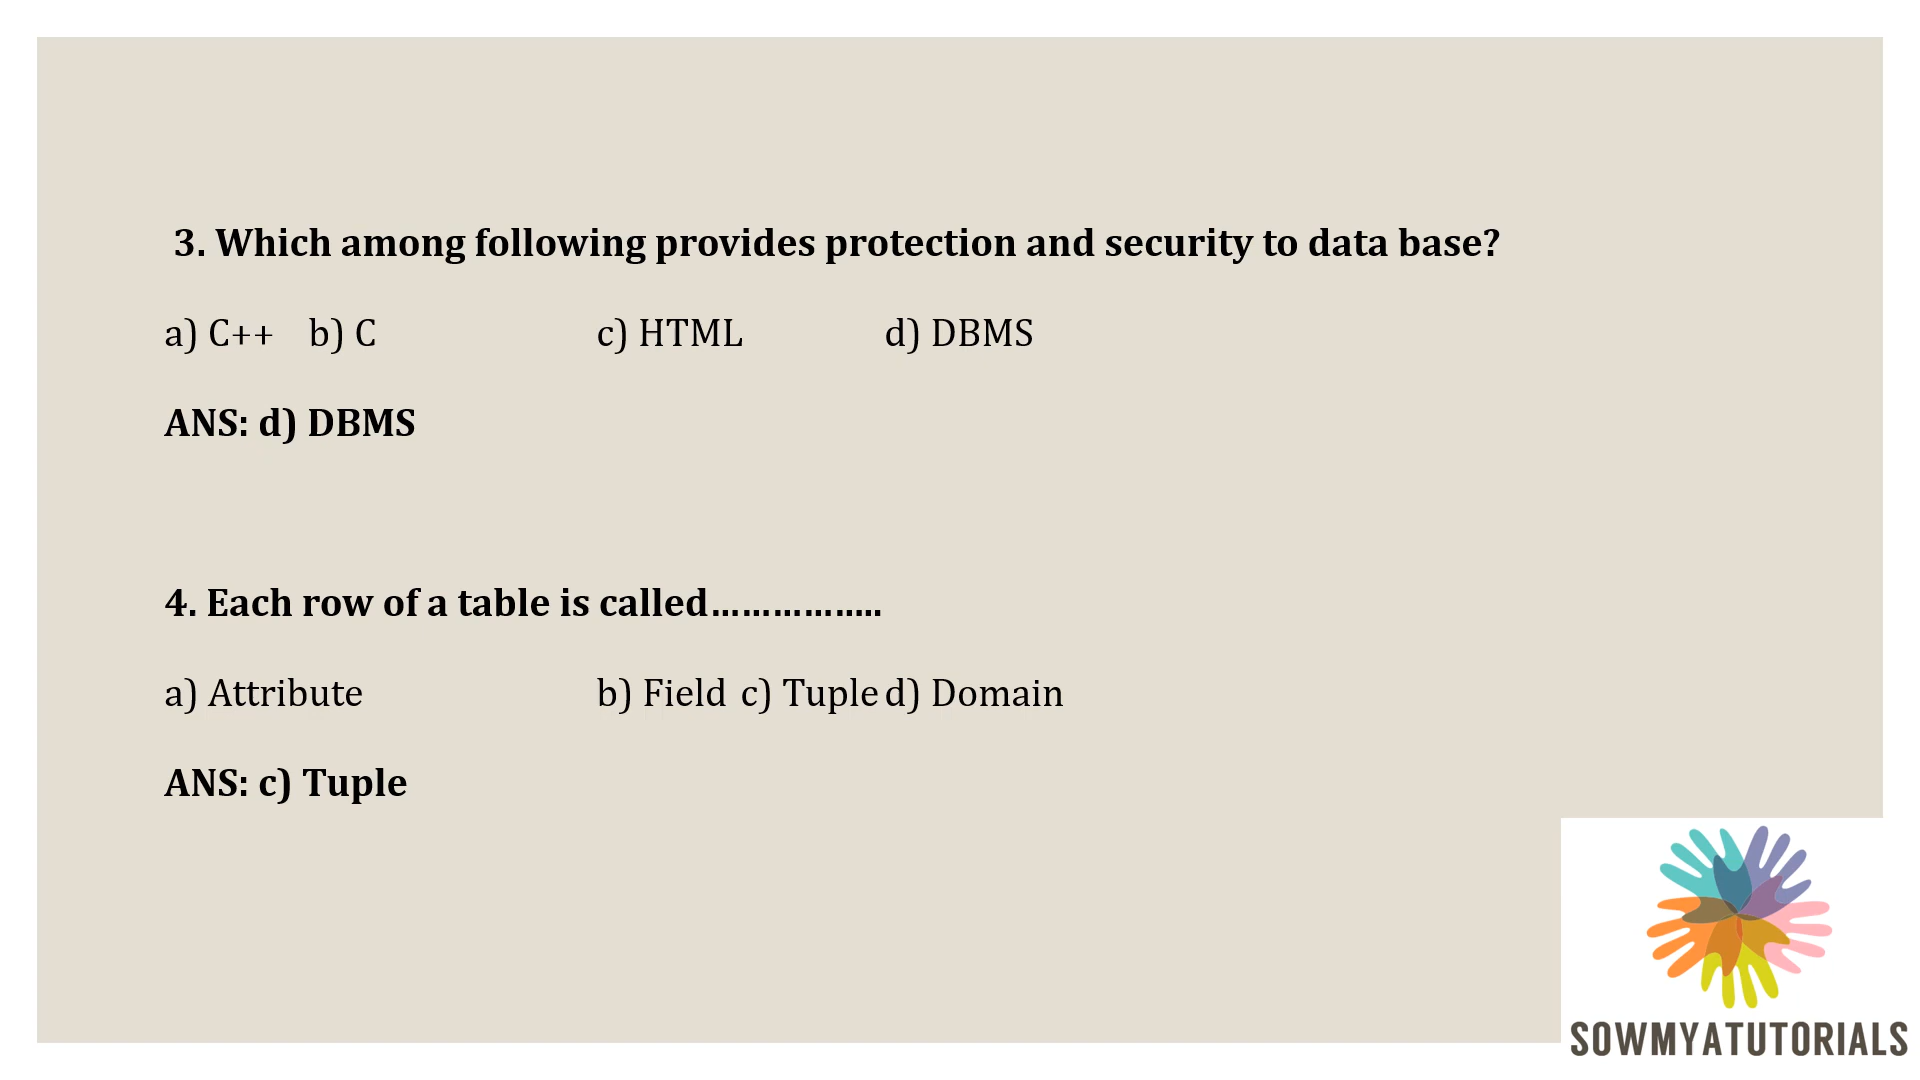 3. Which among following provides protection and security to data base?
a) C++ b) C c) HTML d) DBMS
ANS: d) DBMS
4. Each row of a table is called……………..
a) Attribute b) Field c) Tuple d) Domain
ANS: c) Tuple
SOWMYATUTORIALS